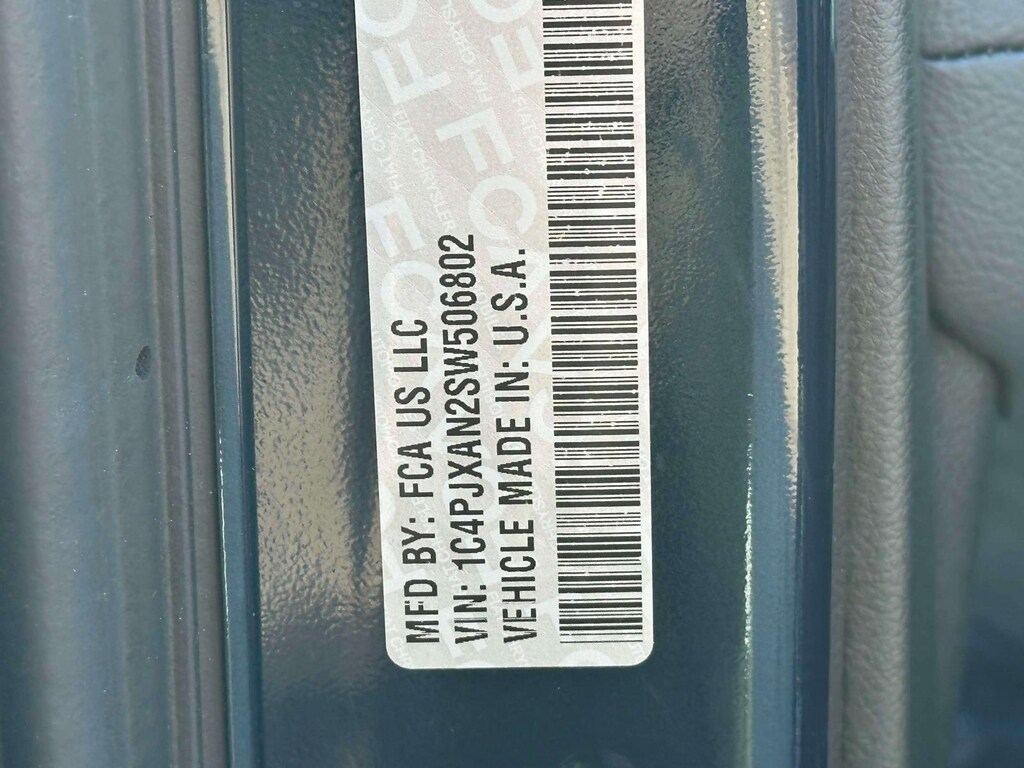 MFD BY: FCA US LLC
VIN: 1C4PJXAN2SW506802
VEHICLE MADE IN: U.S.A.